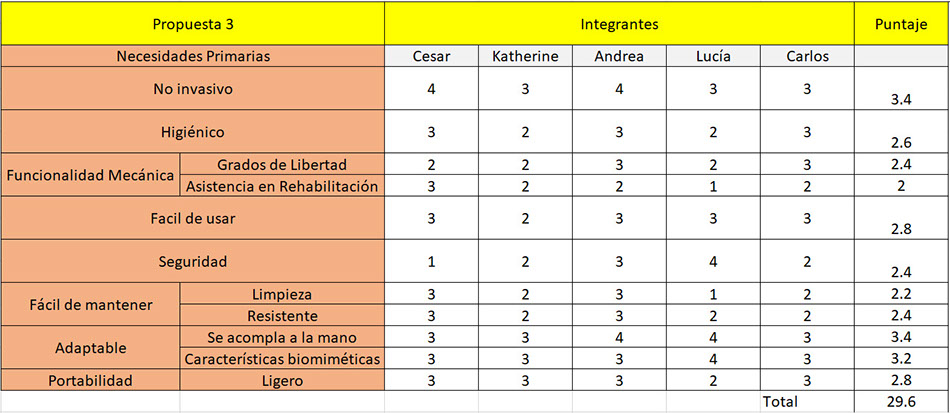 Propuesta 3 Integrantes Puntaje
Necesidades Primarias Cesar Katherine Andrea Lucía Carlos
No invasivo 4 3 4 3 3 3.4
Higiénico 3 2 3 2 3 2.6
Funcionalidad Mecánica Grados de Libertad 2 2 3 2 3 2.4
Asistencia en Rehabilitación 3 2 2 1 2 2
Facil de usar 3 2 3 3 3 2.8
Seguridad 1 2 3 4 2 2.4
Fácil de mantener Limpieza 3 2 3 1 2 2.2
Resistente 3 2 3 2 2 2.4
Adaptable Se acompla a la mano 3 3 4 4 3 3.4
Características biomiméticas 3 3 3 4 3 3.2
Portabilidad Ligero 3 3 3 2 3 2.8
Total 29.6